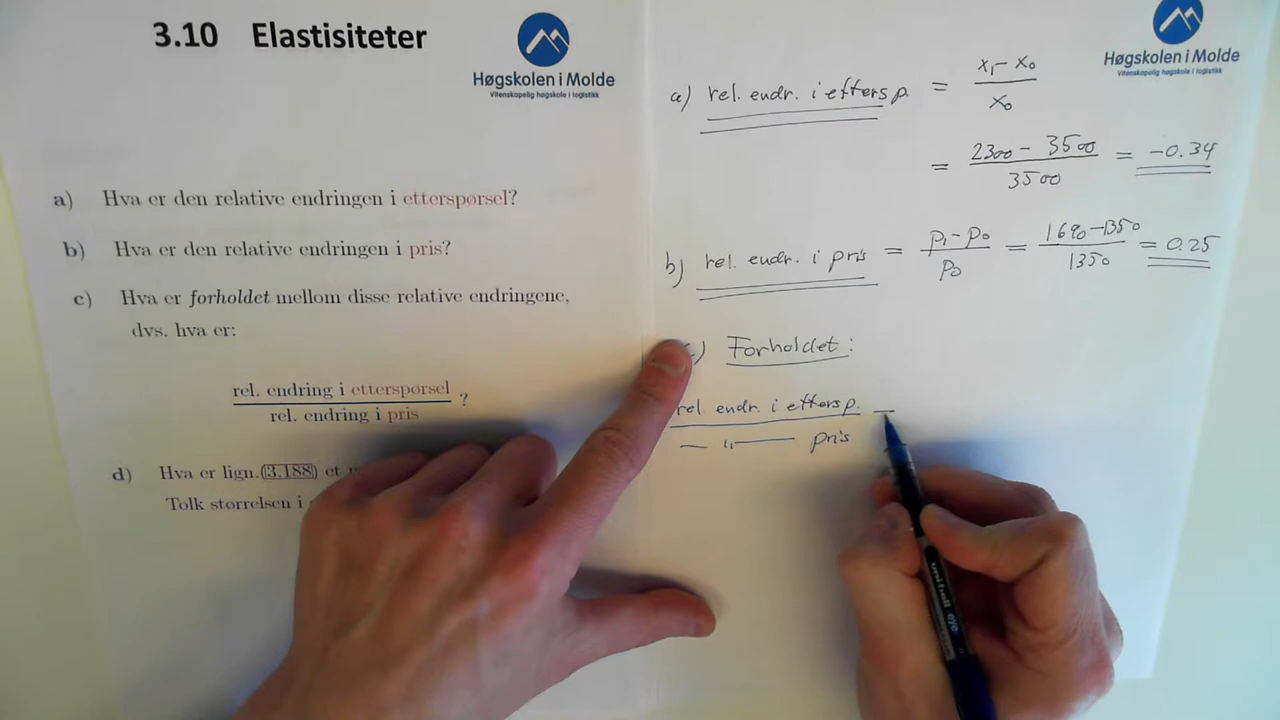 3.10 Elastisiteter
Høgskolen i Molde
Vitenskapelig høgskole i logistikk
a) Hva er den relative endringen i etterspørsel?
b) Hva er den relative endringen i pris?
c) Hva er forholdet mellom disse relative endringene,
dvs. hva er:
rel. endring i etterspørsel
rel. endring i pris
?
d) Hva er lign.(3.188) et
Tolk størrelsen i
Høgskolen i Molde
Vitenskapelig høgskole i logistikk
a) rel. endr. i ettersp. = x₁ - x₀ / x₀
= 2300 - 3500 / 3500 = -0.34
b) rel. endr. i pris = p₁ - p₀ / p₀ = 1690 - 1350 / 1350 = 0.25
) Forholdet:
rel. endr. i ettersp. =
— " — pris